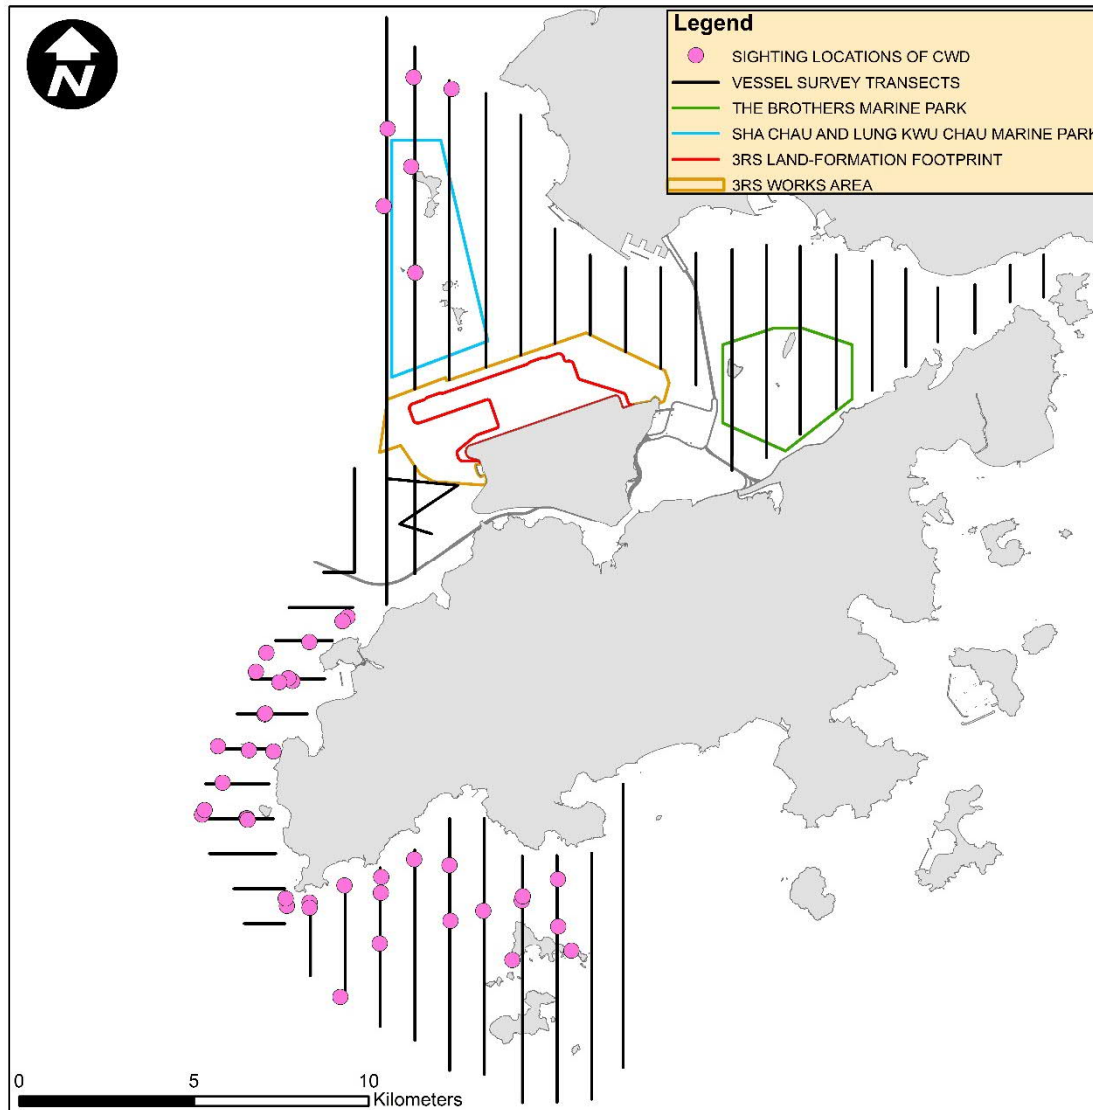 N
Legend
SIGHTING LOCATIONS OF CWD
VESSEL SURVEY TRANSECTS
THE BROTHERS MARINE PARK
SHA CHAU AND LUNG KWU CHAU MARINE PARK
3RS LAND-FORMATION FOOTPRINT
3RS WORKS AREA
0 5 10
Kilometers